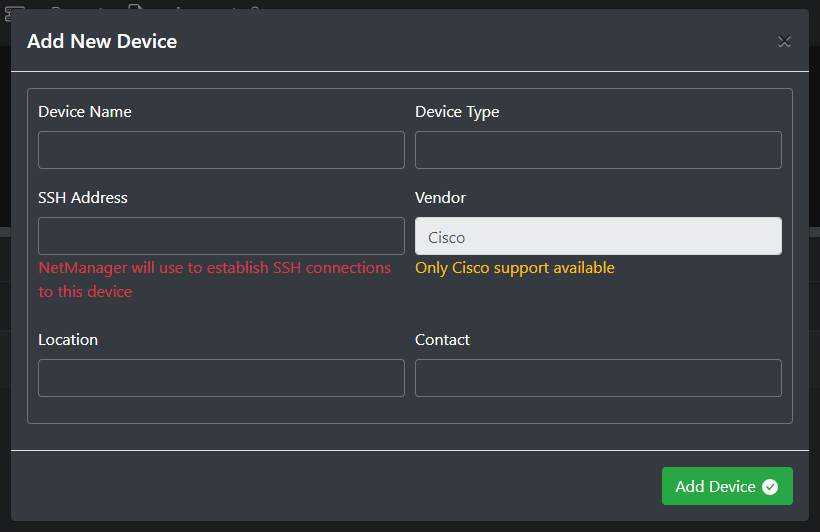 Add New Device
Device Name
Device Type
SSH Address
Vendor
Cisco
NetManager will use to establish SSH connections
to this device
Only Cisco support available
Location
Contact
Add Device